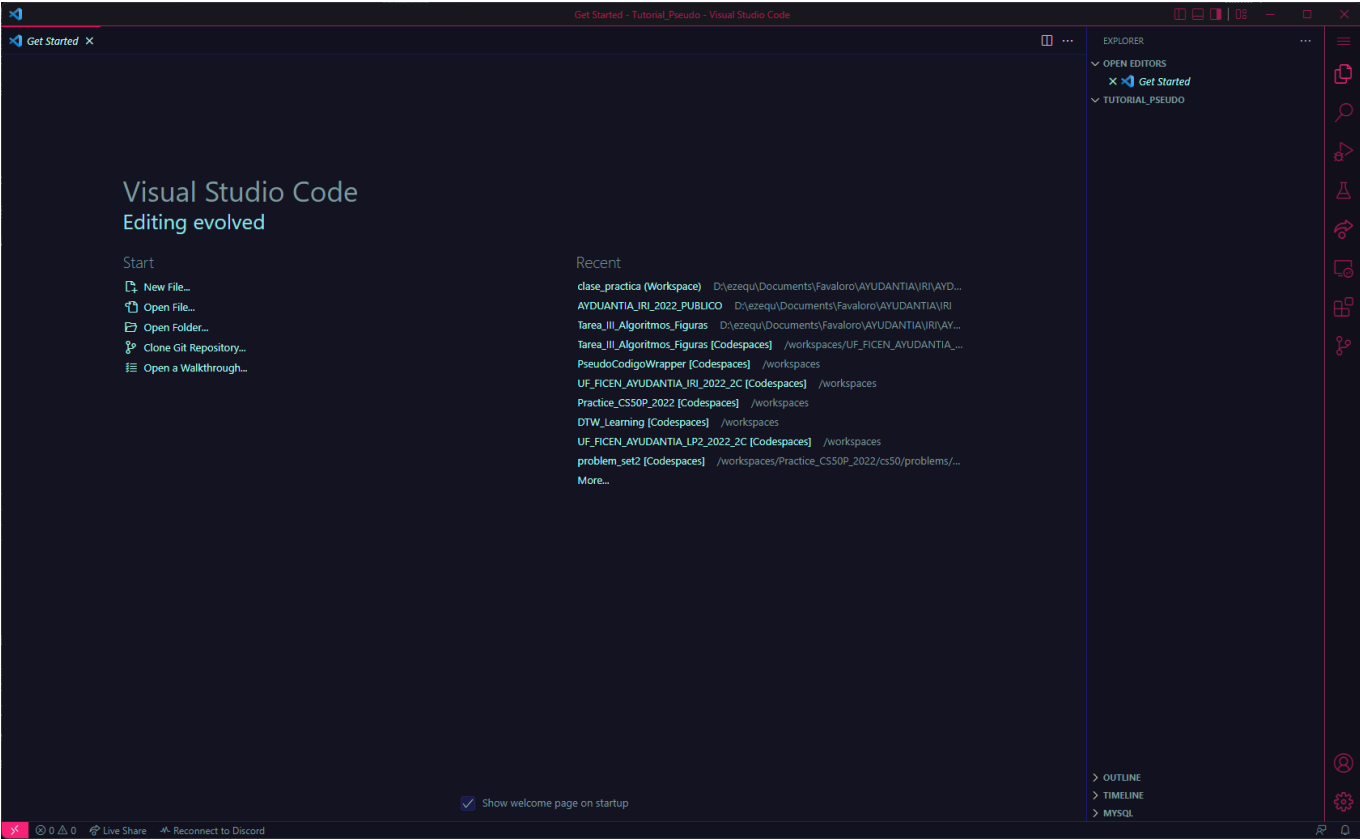 Get Started - Tutorial_Pseudo - Visual Studio Code
Get Started
EXPLORER
OPEN EDITORS
Get Started
TUTORIAL_PSEUDO
Visual Studio Code
Editing evolved
Start
New File...
Open File...
Open Folder...
Clone Git Repository...
Open a Walkthrough...
Recent
clase_practica (Workspace) D:\ezequ\Documents\Favaloro\AYUDANTIA\IRI\AYD...
AYDUANTIA_IRI_2022_PUBLICO D:\ezequ\Documents\Favaloro\AYUDANTIA\IRI
Tarea_III_Algoritmos_Figuras D:\ezequ\Documents\Favaloro\AYUDANTIA\IRI\AY...
Tarea_III_Algoritmos_Figuras [Codespaces] /workspaces/UF_FICEN_AYUDANTIA_...
PseudoCodigoWrapper [Codespaces] /workspaces
UF_FICEN_AYUDANTIA_IRI_2022_2C [Codespaces] /workspaces
Practice_CS50P_2022 [Codespaces] /workspaces
DTW_Learning [Codespaces] /workspaces
UF_FICEN_AYUDANTIA_LP2_2022_2C [Codespaces] /workspaces
problem_set2 [Codespaces] /workspaces/Practice_CS50P_2022/cs50/problems/...
More...
Show welcome page on startup
OUTLINE
TIMELINE
MYSQL
0 0 Live Share Reconnect to Discord